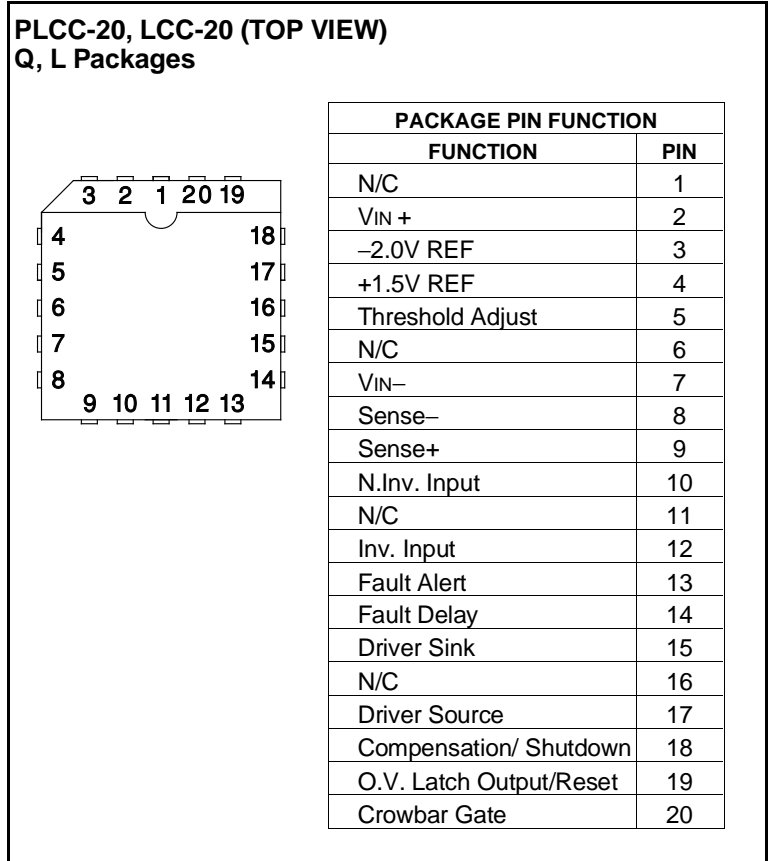 PLCC-20, LCC-20 (TOP VIEW)
Q, L Packages
3 2 1 20 19
4 18
5 17
6 16
7 15
8 14
9 10 11 12 13
PACKAGE PIN FUNCTION
FUNCTION PIN
N/C 1
VIN + 2
–2.0V REF 3
+1.5V REF 4
Threshold Adjust 5
N/C 6
VIN– 7
Sense– 8
Sense+ 9
N.Inv. Input 10
N/C 11
Inv. Input 12
Fault Alert 13
Fault Delay 14
Driver Sink 15
N/C 16
Driver Source 17
Compensation/ Shutdown 18
O.V. Latch Output/Reset 19
Crowbar Gate 20